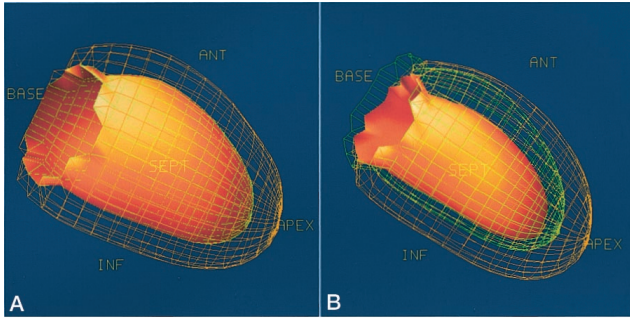 ANT
BASE
SEPT
APEX
INF
A
ANT
BASE
SEPT
APEX
INF
B